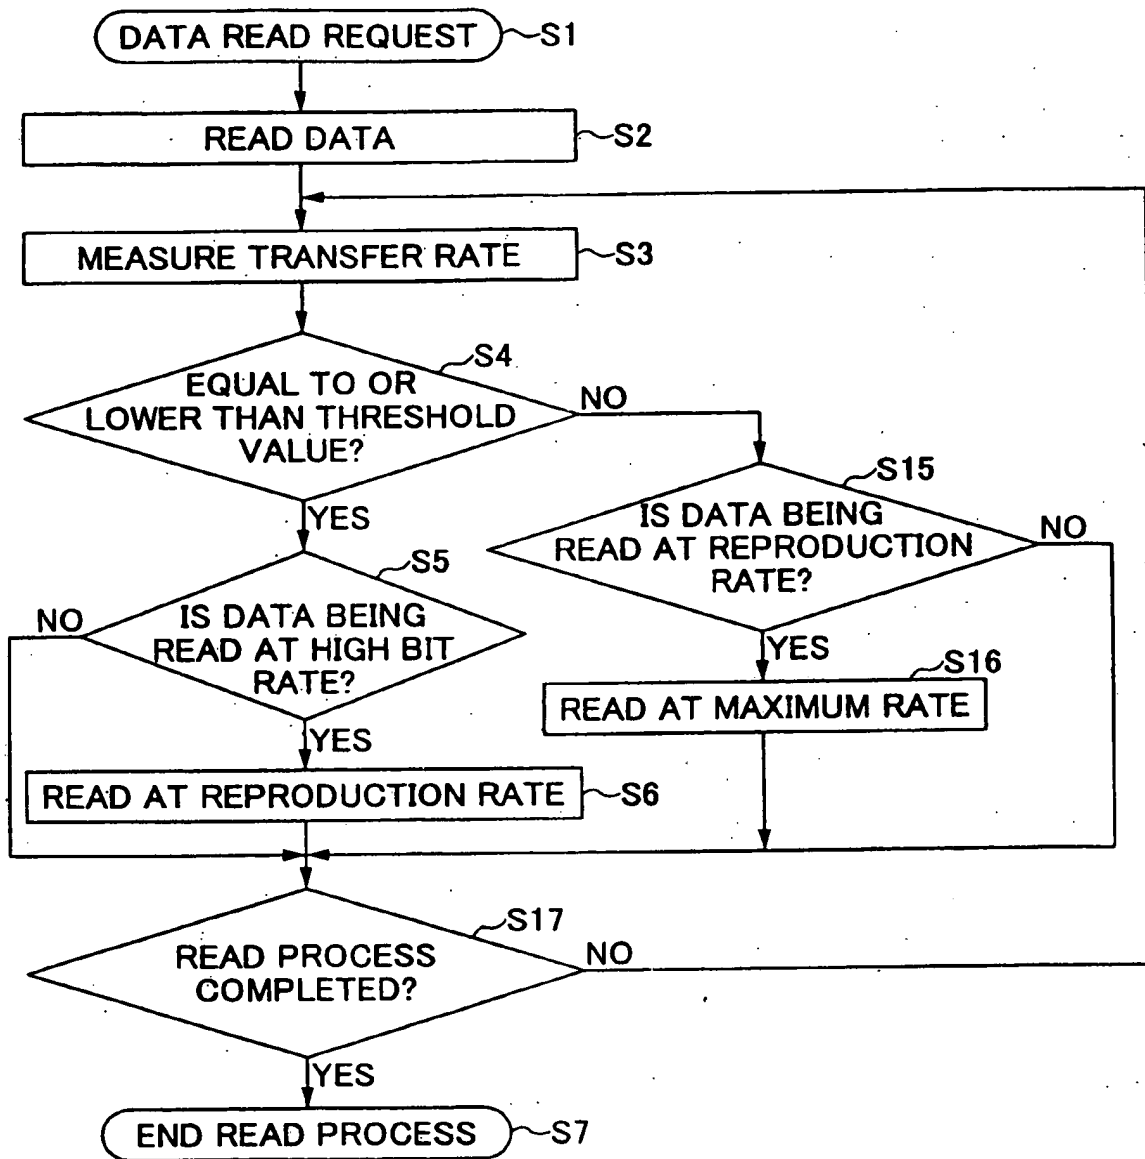 DATA READ REQUEST
S1
READ DATA
S2
MEASURE TRANSFER RATE
S3
S4
EQUAL TO OR
LOWER THAN THRESHOLD
VALUE?
NO
YES
S15
IS DATA BEING
READ AT REPRODUCTION
RATE?
NO
YES
S5
NO
IS DATA BEING
READ AT HIGH BIT
RATE?
YES
S16
READ AT MAXIMUM RATE
READ AT REPRODUCTION RATE
S6
S17
READ PROCESS
COMPLETED?
NO
YES
END READ PROCESS
S7